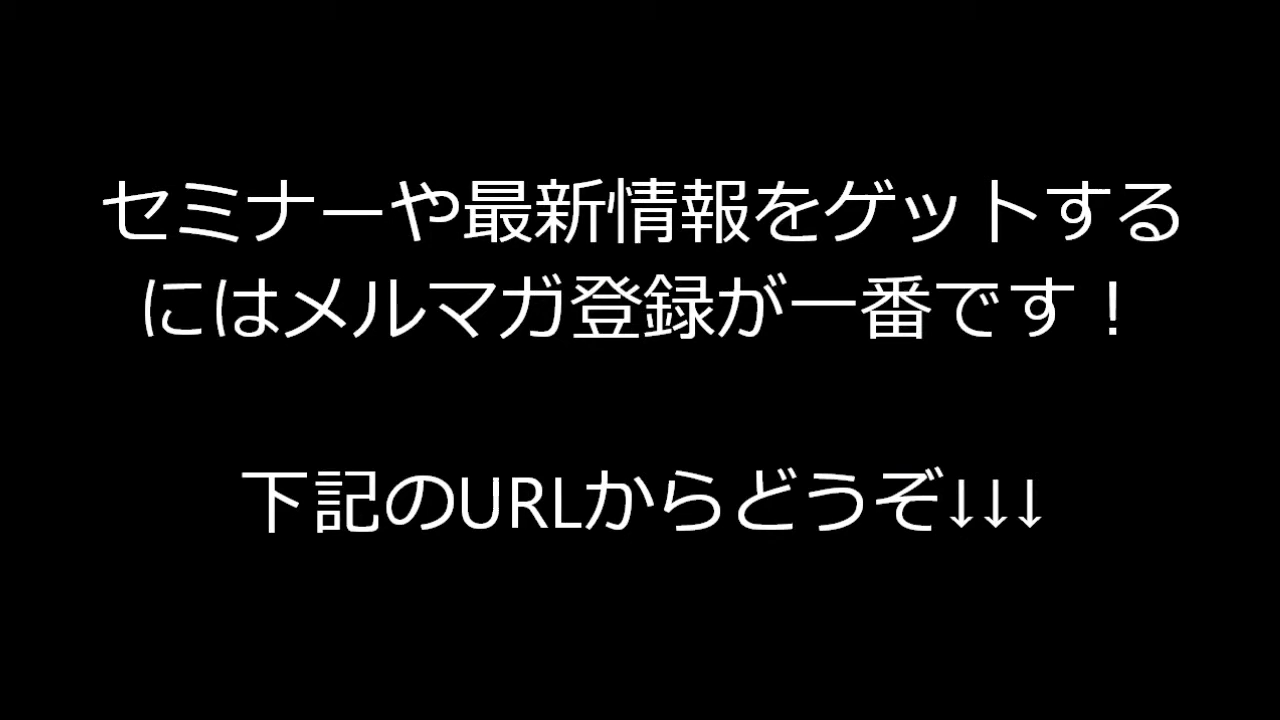 セミナーや最新情報をゲットする
にはメルマガ登録が一番です！
下記のURLからどうぞ↓↓↓